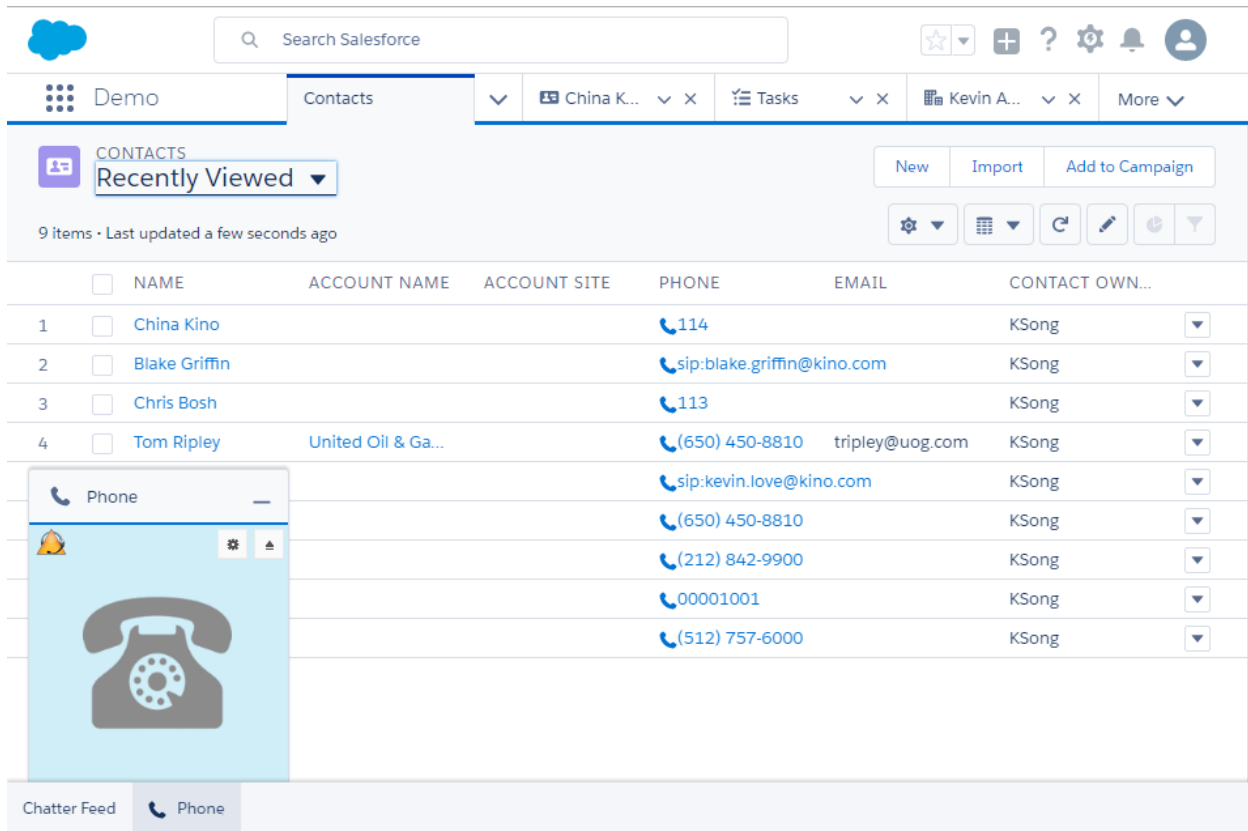 Search Salesforce
Demo Contacts China K... Tasks Kevin A... More
CONTACTS
Recently Viewed
New Import Add to Campaign
9 items • Last updated a few seconds ago
NAME ACCOUNT NAME ACCOUNT SITE PHONE EMAIL CONTACT OWN...
1 China Kino 114 KSong
2 Blake Griffin sip:blake.griffin@kino.com KSong
3 Chris Bosh 113 KSong
4 Tom Ripley United Oil & Ga... (650) 450-8810 tripley@uog.com KSong
sip:kevin.love@kino.com KSong
Phone
(650) 450-8810 KSong
(212) 842-9900 KSong
00001001 KSong
(512) 757-6000 KSong
Chatter Feed Phone